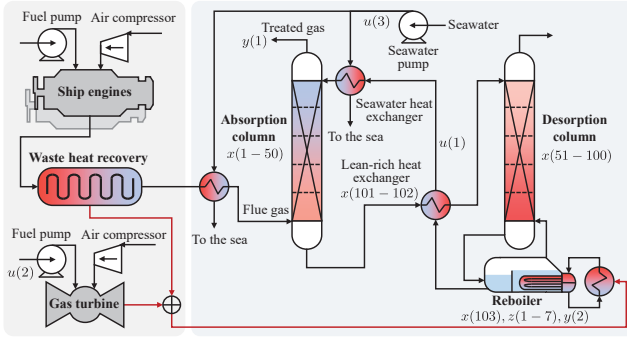 Fuel pump
Air compressor
Ship engines
Waste heat recovery
Fuel pump
Air compressor
u(2)
Gas turbine
Treated gas
y(1)
u(3)
Seawater
Seawater
pump
Seawater heat
exchanger
To the sea
Absorption
column
x(1 − 50)
Lean-rich heat
exchanger
x(101 − 102)
u(1)
Flue gas
To the sea
Desorption
column
x(51 − 100)
Reboiler
x(103), z(1 − 7), y(2)